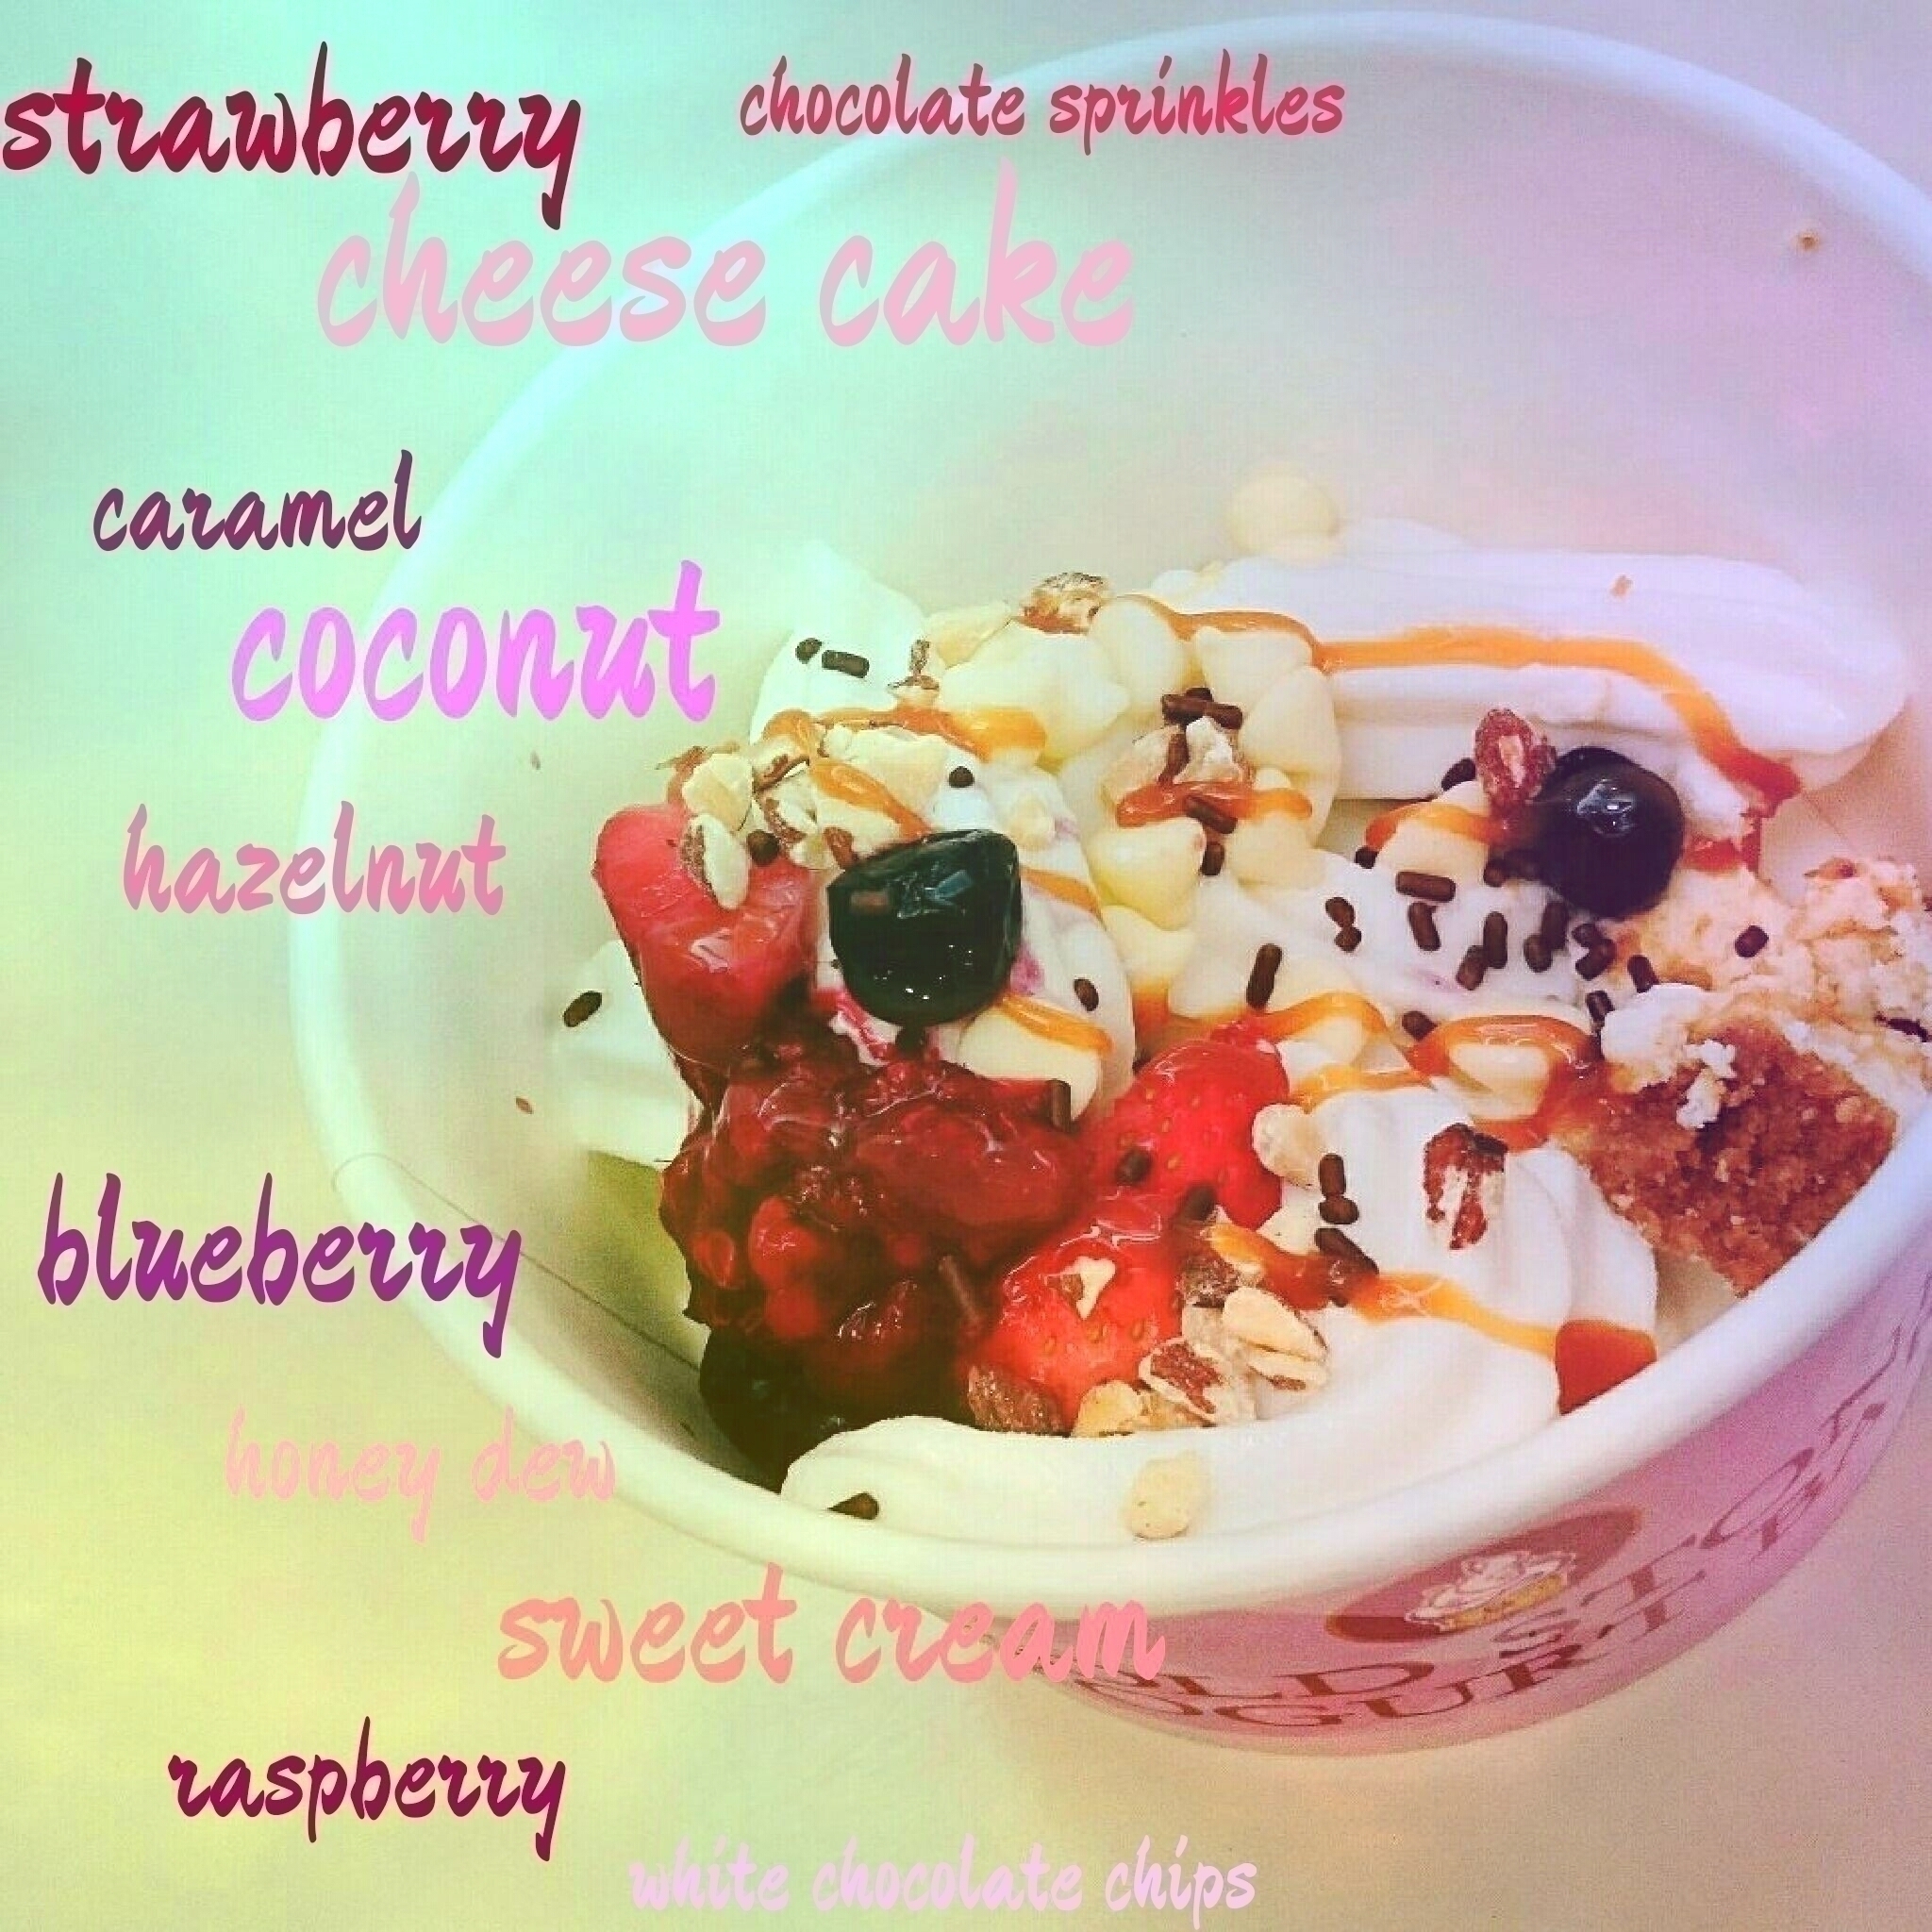 strawberry
chocolate sprinkles
cheese cake
caramel
coconut
hazelnut
blueberry
honey dew
sweet cream
raspberry
white chocolate chips